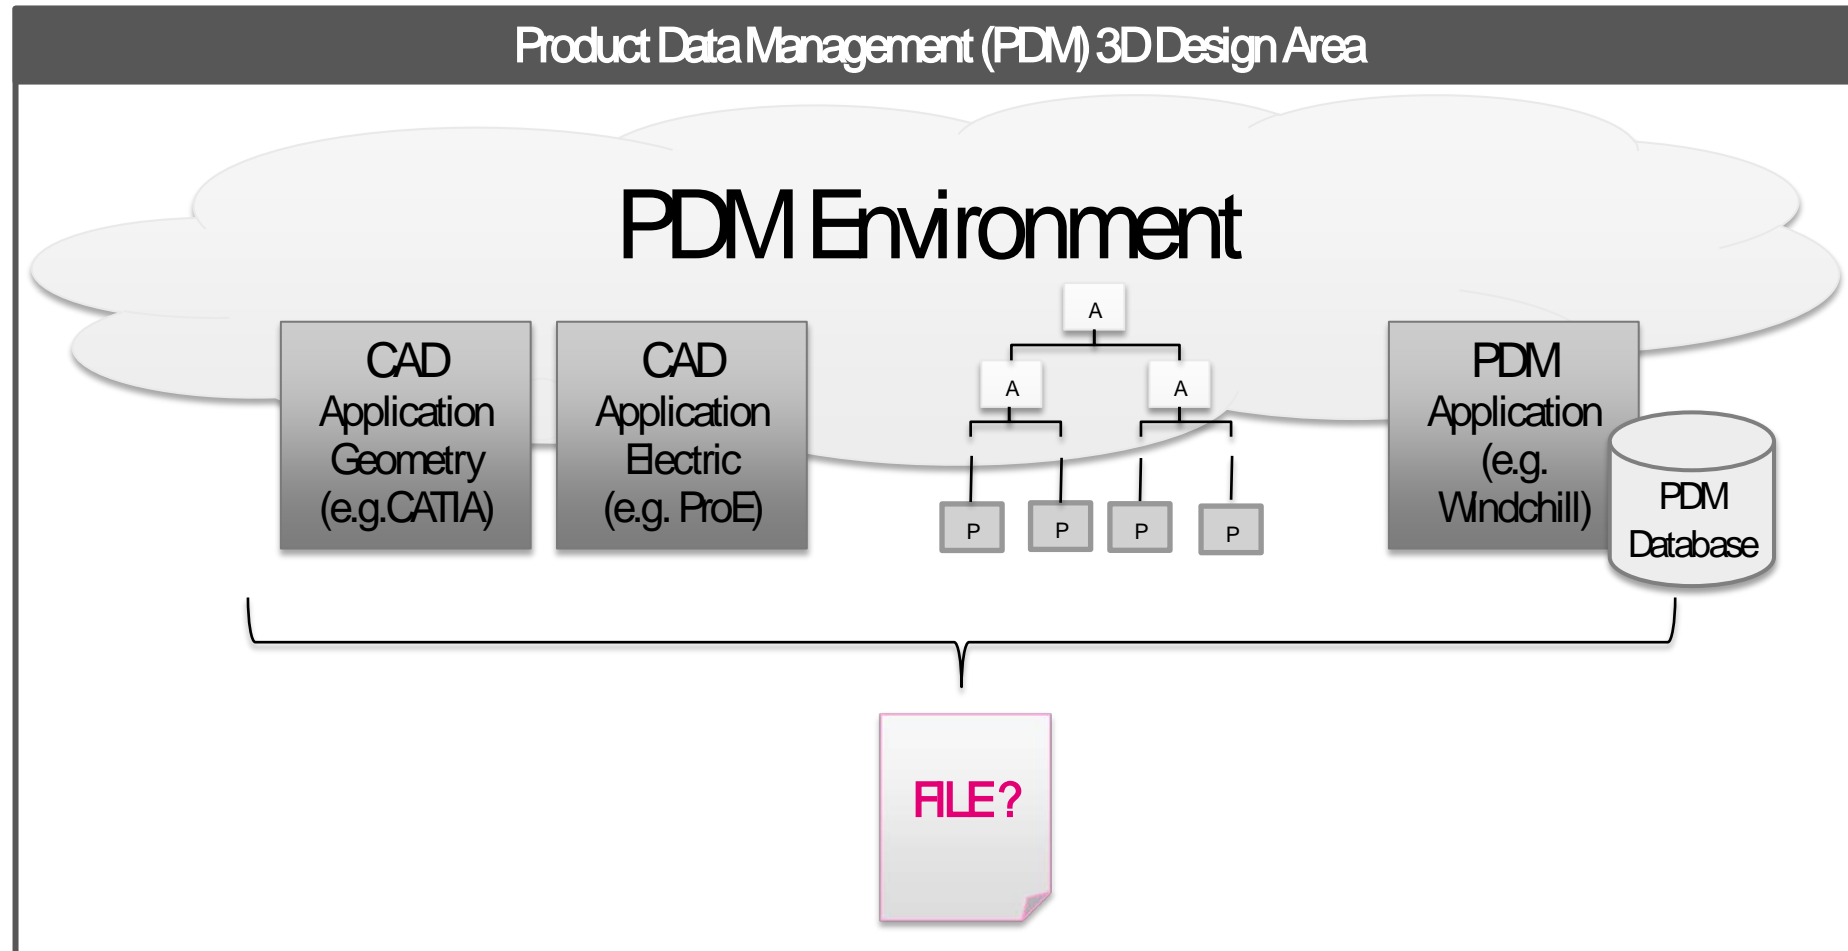 Product Data Management (PDM) 3D Design Area
PDM Environment
CAD
Application
Geometry
(e.g.CATIA)
CAD
Application
Electric
(e.g. ProE)
A
A
A
P
P
P
P
PDM
Application
(e.g.
Windchill)
PDM
Database
FILE ?